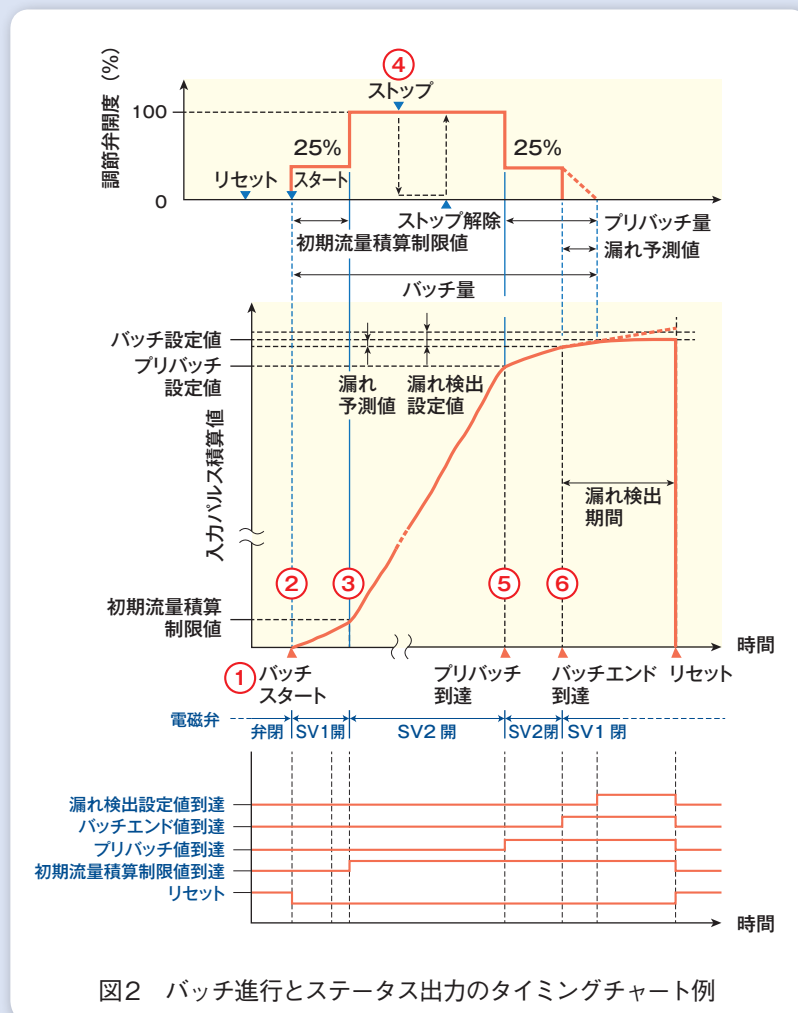 調節弁開度（%）
④
ストップ
100
25%
25%
リセット
スタート
0
ストップ解除
プリバッチ量
初期流量積算制限値
漏れ予測値
バッチ量
バッチ設定値
プリバッチ
設定値
漏れ
予測値
漏れ検出
設定値
入力パルス積算値
漏れ検出
期間
②
③
⑤
⑥
初期流量積算
制限値
時間
①
バッチ
スタート
プリバッチ
到達
バッチエンド
到達
リセット
電磁弁
弁閉
SV1開
SV2 開
SV2閉
SV1 閉
漏れ検出設定値到達
バッチエンド値到達
プリバッチ値到達
初期流量積算制限値到達
リセット
時間
図2　バッチ進行とステータス出力のタイミングチャート例